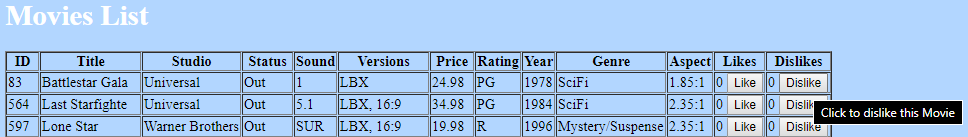 Movies List
ID Title Studio Status Sound Versions Price Rating Year Genre Aspect Likes Dislikes
83 Battlestar Gala Universal Out 1 LBX 24.98 PG 1978 SciFi 1.85:1 0 Like 0 Dislike
564 Last Starfighte Universal Out 5.1 LBX, 16:9 34.98 PG 1984 SciFi 2.35:1 0 Like 0 Dislike
Click to dislike this Movie
597 Lone Star Warner Brothers Out SUR LBX, 16:9 19.98 R 1996 Mystery/Suspense 2.35:1 0 Like 0 Dislike